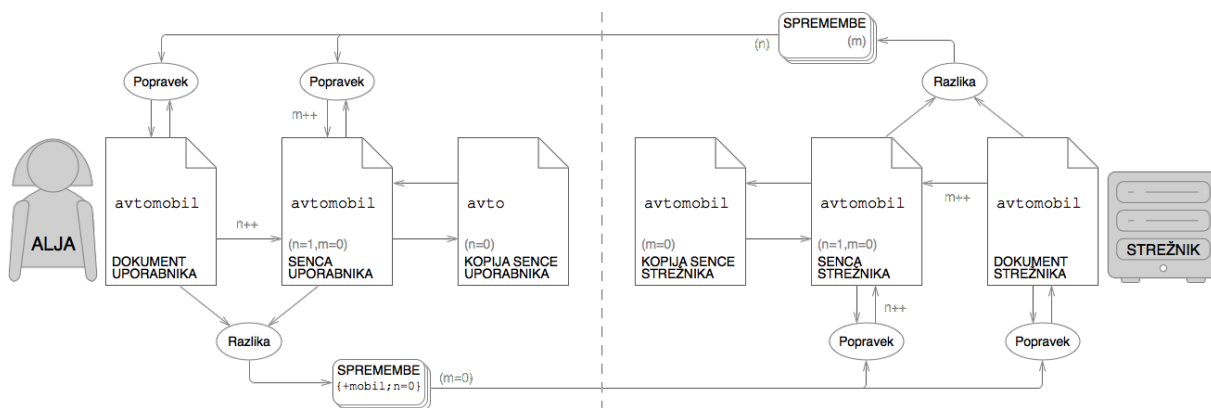 SPREMEMBE
(n)
(m)
Popravek
Popravek
Razlika
m++
avtomobil
avtomobil
avto
avtomobil
avtomobil
avtomobil
m++
n++
ALJA
(n=1,m=0)
(n=0)
(m=0)
(n=1,m=0)
STREŽNIK
DOKUMENT
UPORABNIKA
SENCA
UPORABNIKA
KOPIJA SENCE
UPORABNIKA
KOPIJA SENCE
STREŽNIKA
SENCA
STREŽNIKA
DOKUMENT
STREŽNIKA
n++
Razlika
Popravek
Popravek
SPREMEMBE
{+mobil;n=0}
(m=0)